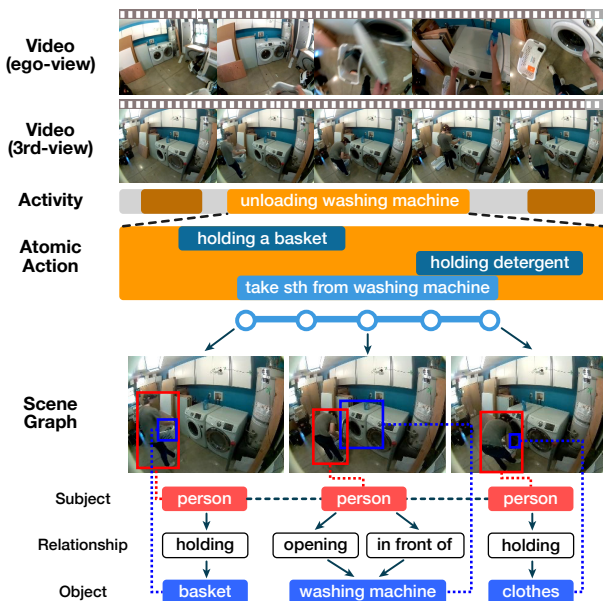 Video
(ego-view)
Video
(3rd-view)
Activity
unloading washing machine
Atomic
Action
holding a basket
holding detergent
take sth from washing machine
Scene
Graph
Subject
person
person
person
Relationship
holding
opening
in front of
holding
Object
basket
washing machine
clothes